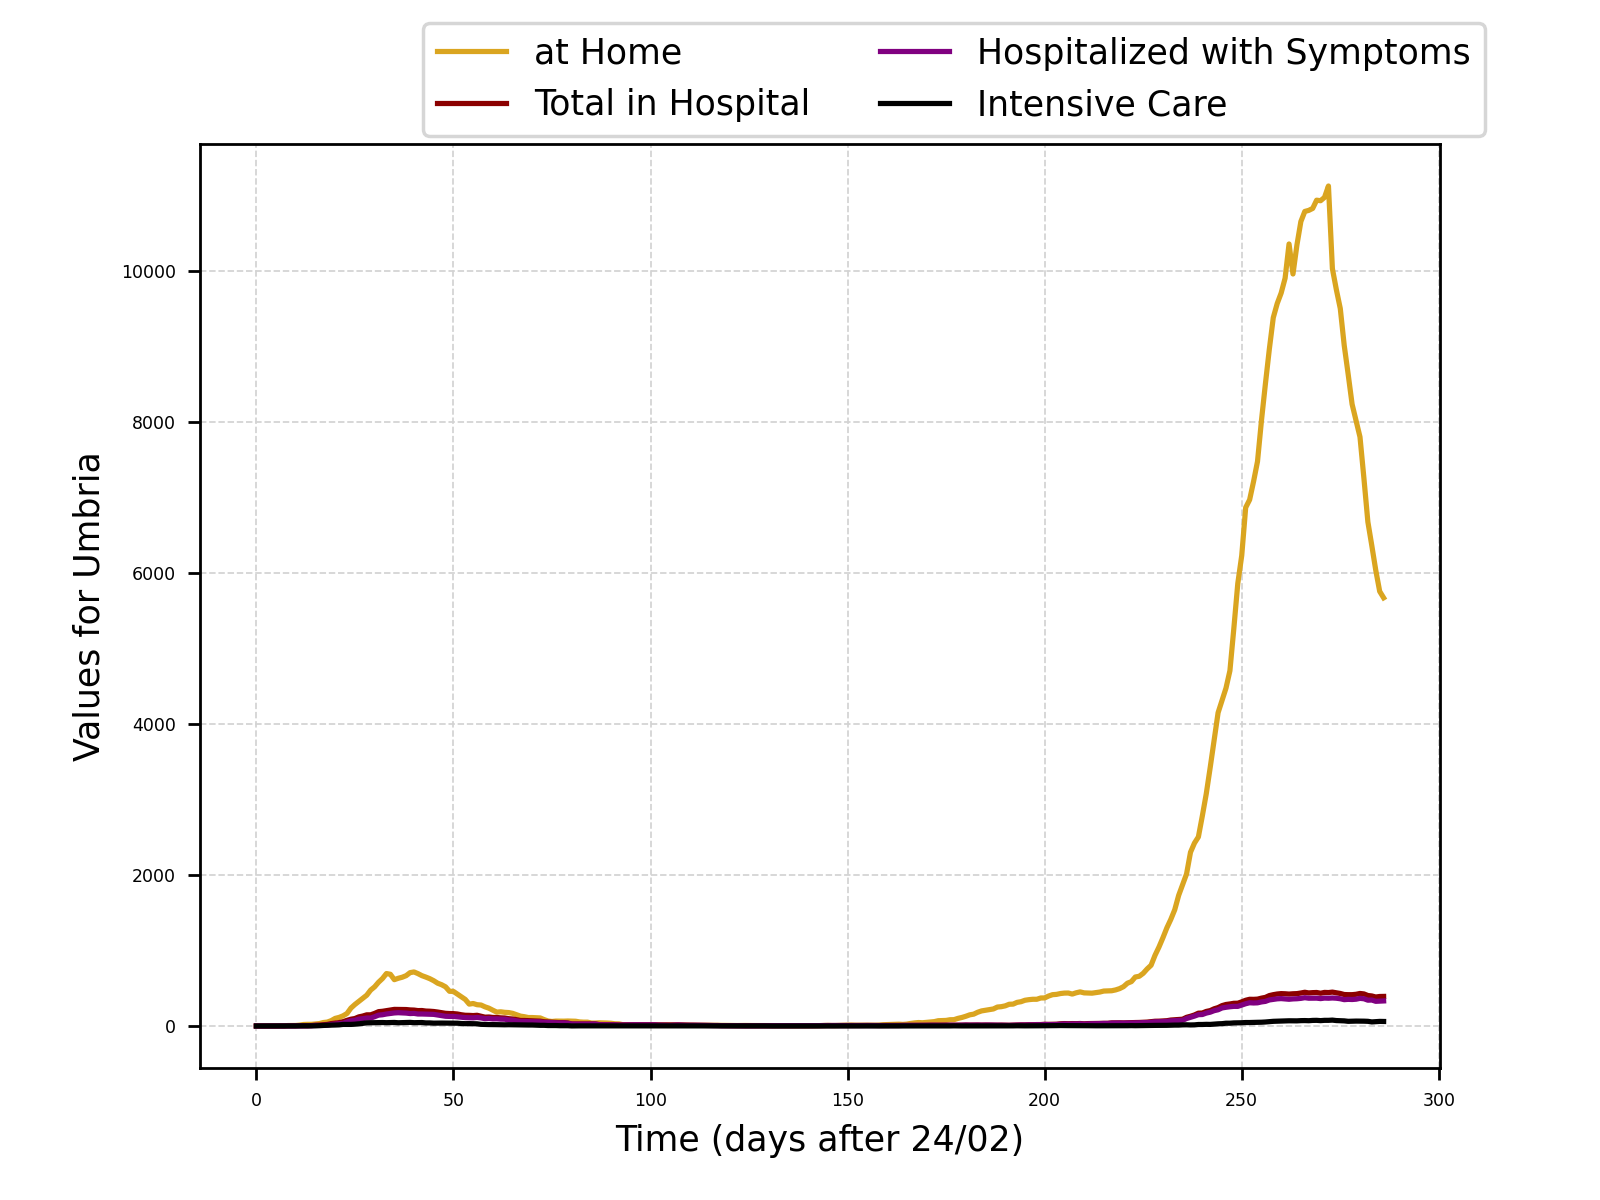 at Home
Total in Hospital
Hospitalized with Symptoms
Intensive Care
Values for Umbria
10000
8000
6000
4000
2000
0
0 50 100 150 200 250 300
Time (days after 24/02)